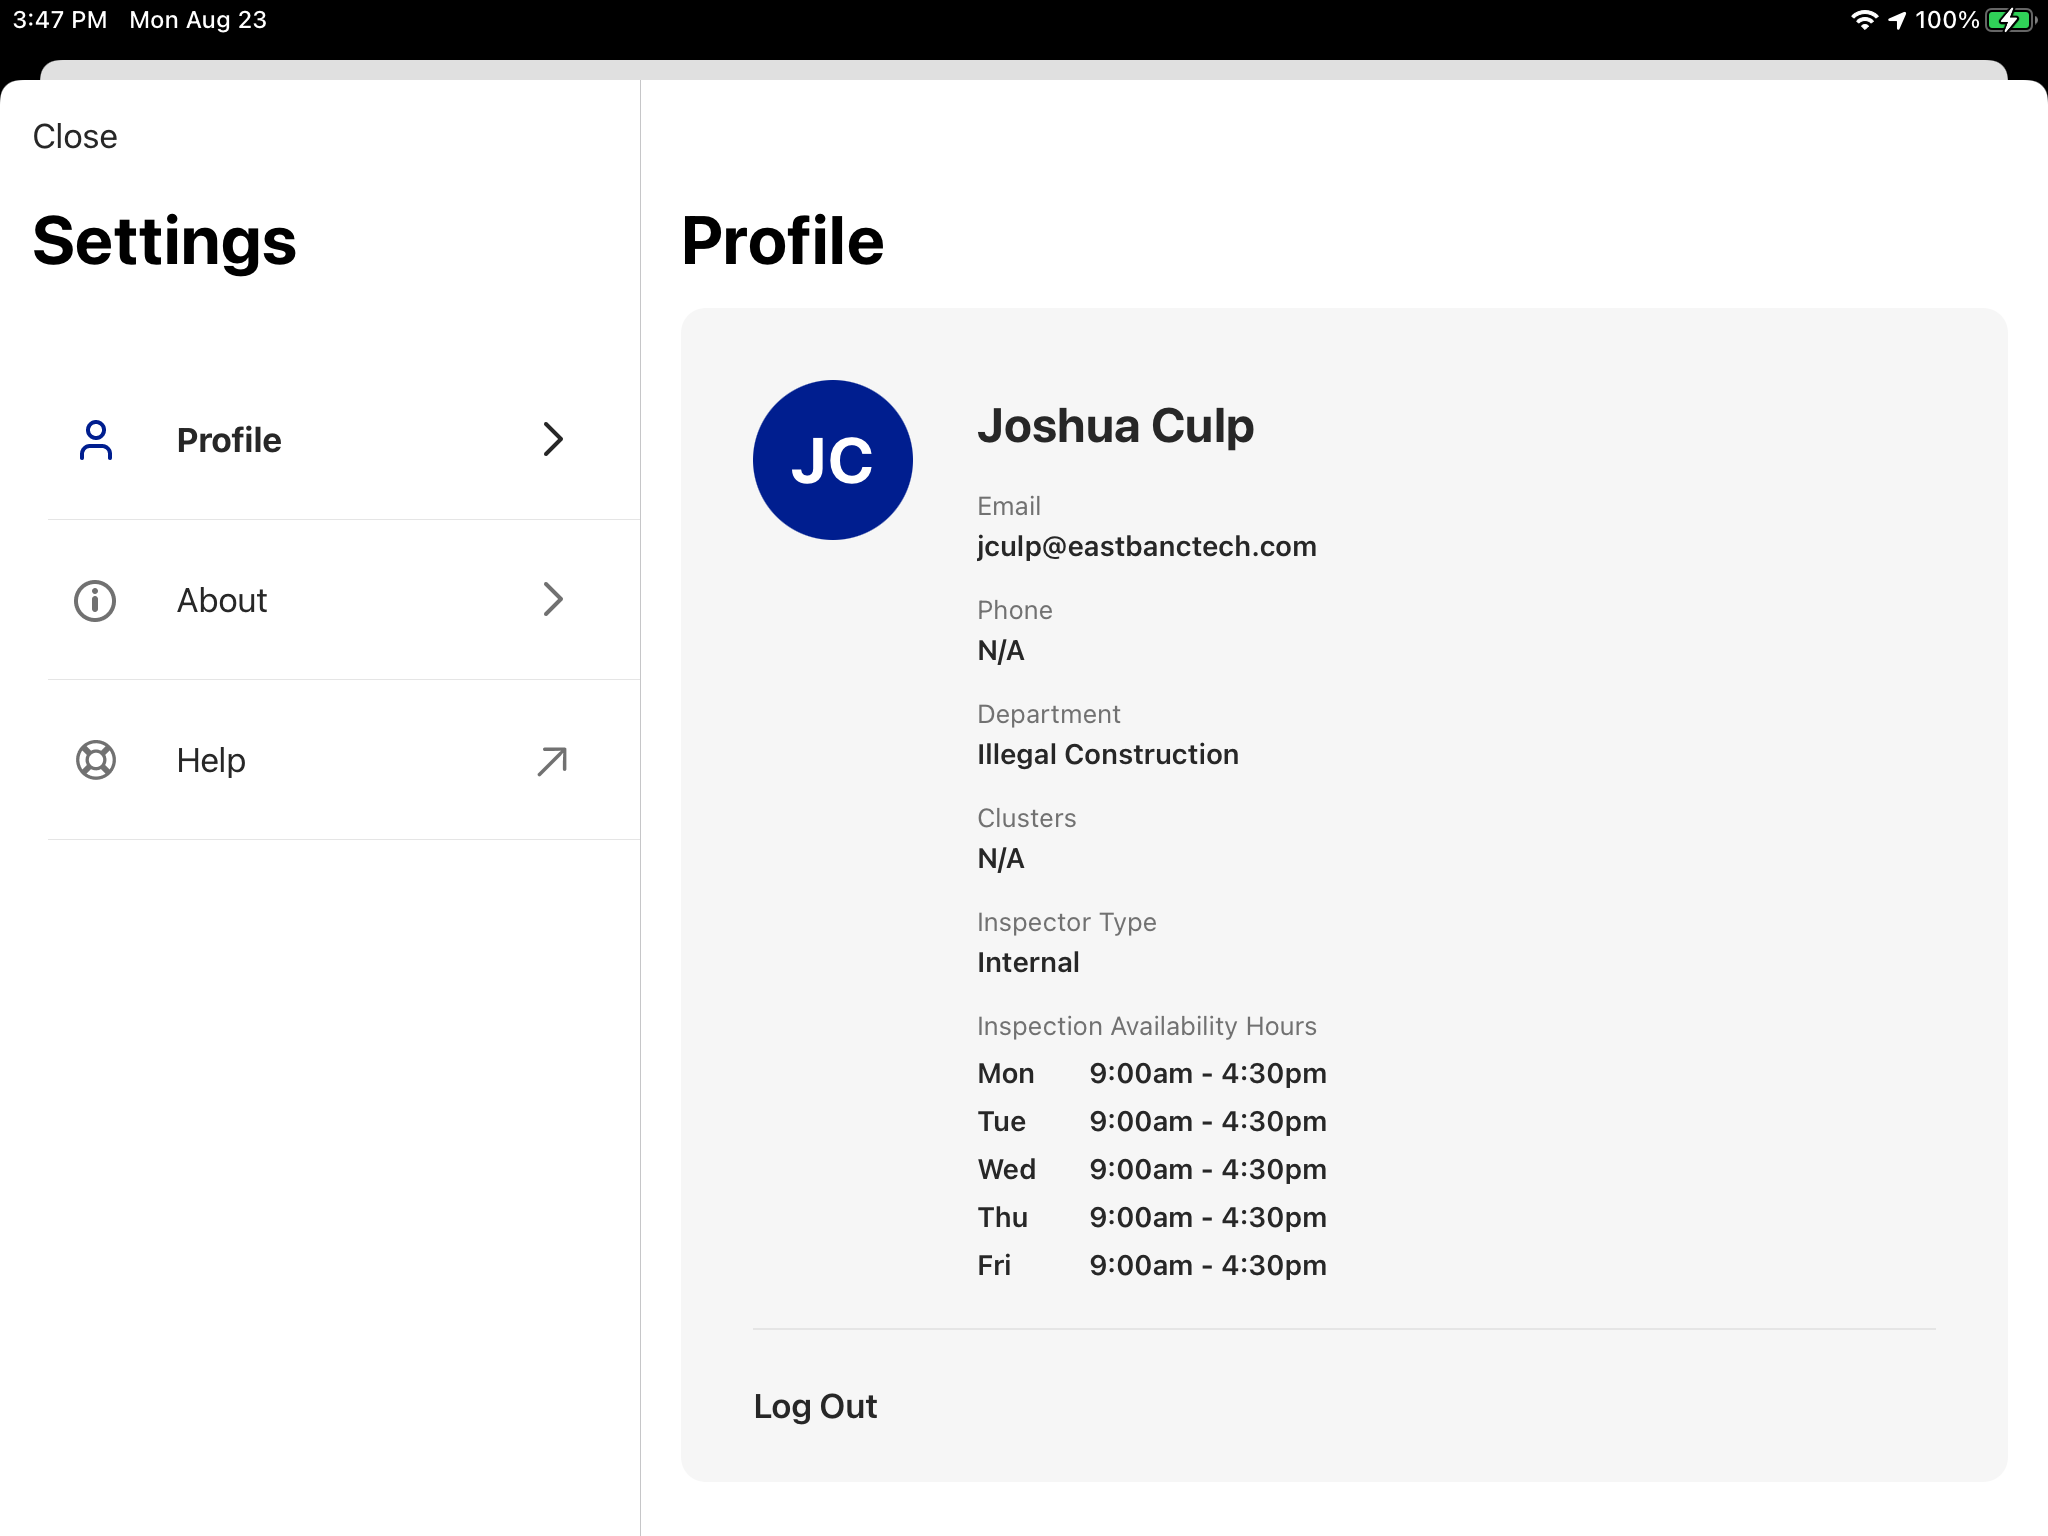 3:47 PM Mon Aug 23 100%
Close
Settings
Profile
About
Help
Profile
JC
Joshua Culp
Email
jculp@eastbanctech.com
Phone
N/A
Department
Illegal Construction
Clusters
N/A
Inspector Type
Internal
Inspection Availability Hours
Mon 9:00am - 4:30pm
Tue 9:00am - 4:30pm
Wed 9:00am - 4:30pm
Thu 9:00am - 4:30pm
Fri 9:00am - 4:30pm
Log Out